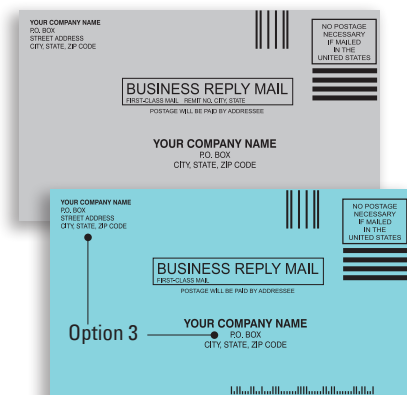 YOUR COMPANY NAME
P.O. BOX
STREET ADDRESS
CITY, STATE, ZIP CODE
NO POSTAGE
NECESSARY
IF MAILED
IN THE
UNITED STATES
BUSINESS REPLY MAIL
FIRST-CLASS MAIL REMIT NO. CITY, STATE
POSTAGE WILL BE PAID BY ADDRESSEE
YOUR COMPANY NAME
P.O. BOX
CITY, STATE, ZIP CODE
YOUR COMPANY NAME
P.O. BOX
STREET ADDRESS
CITY, STATE, ZIP CODE
NO POSTAGE
NECESSARY
IF MAILED
IN THE
UNITED STATES
BUSINESS REPLY MAIL
FIRST-CLASS MAIL
POSTAGE WILL BE PAID BY ADDRESSEE
Option 3
YOUR COMPANY NAME
P.O. BOX
CITY, STATE, ZIP CODE